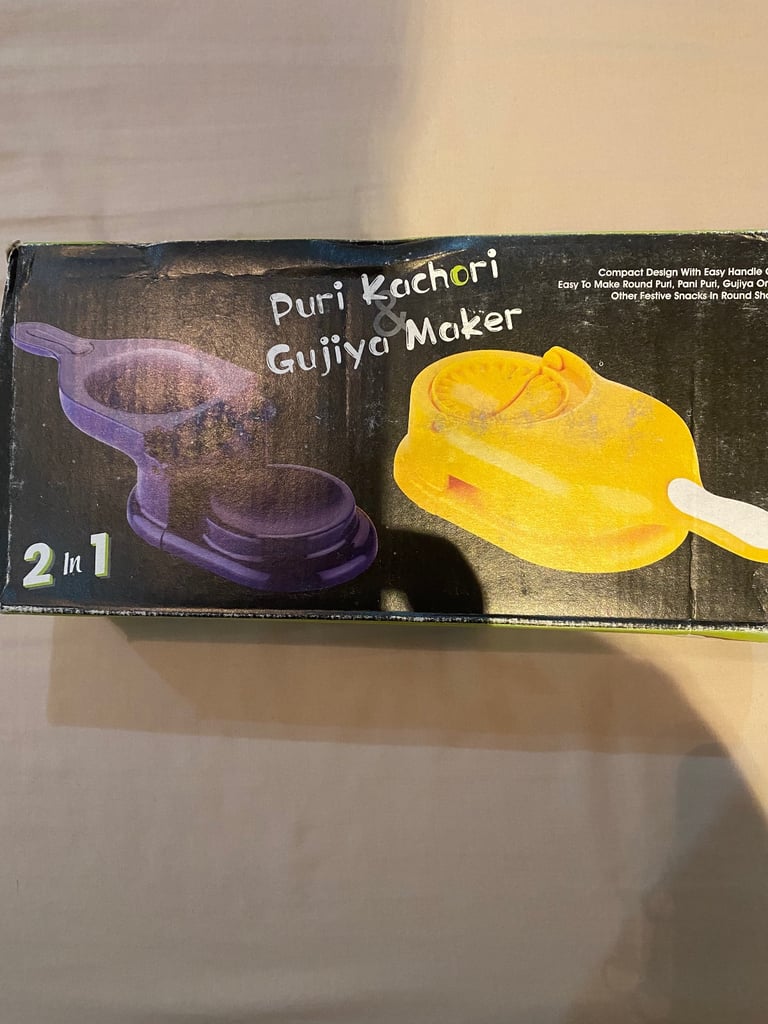 Puri Kachori
&
Gujiya Maker
Compact Design With Easy Handle
Easy To Make Round Puri, Pani Puri, Gujiya Or
Other Festive Snacks In Round
2 In 1